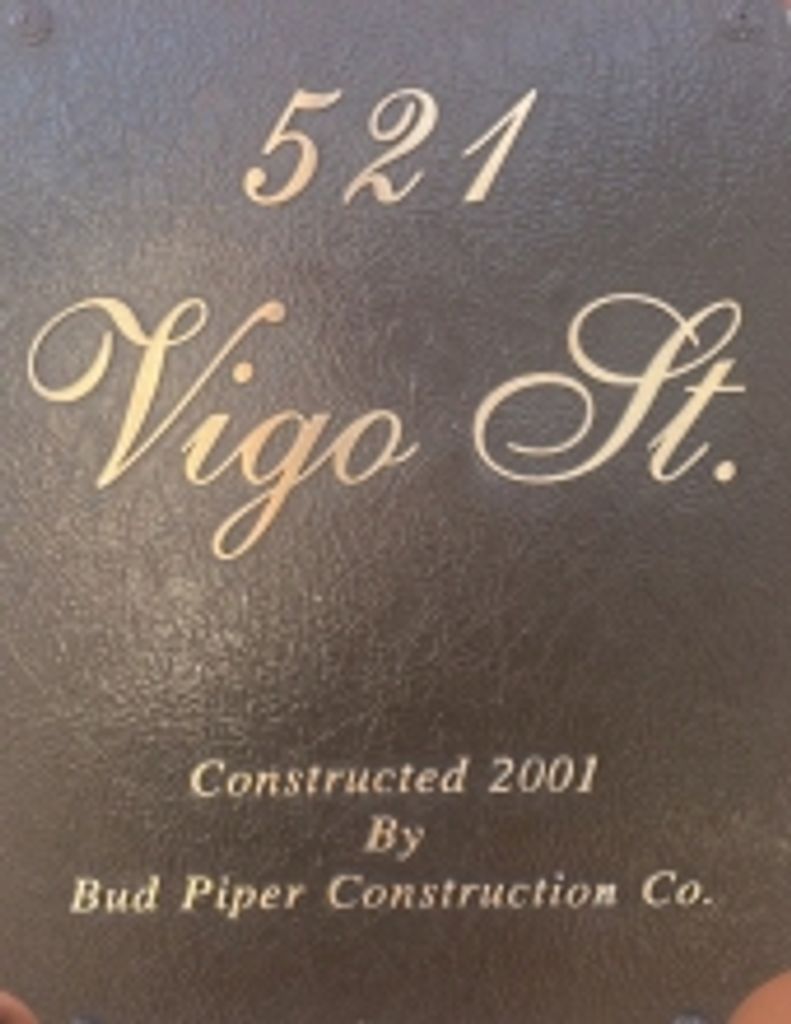 521
Vigo St.
Constructed 2001
By
Bud Piper Construction Co.